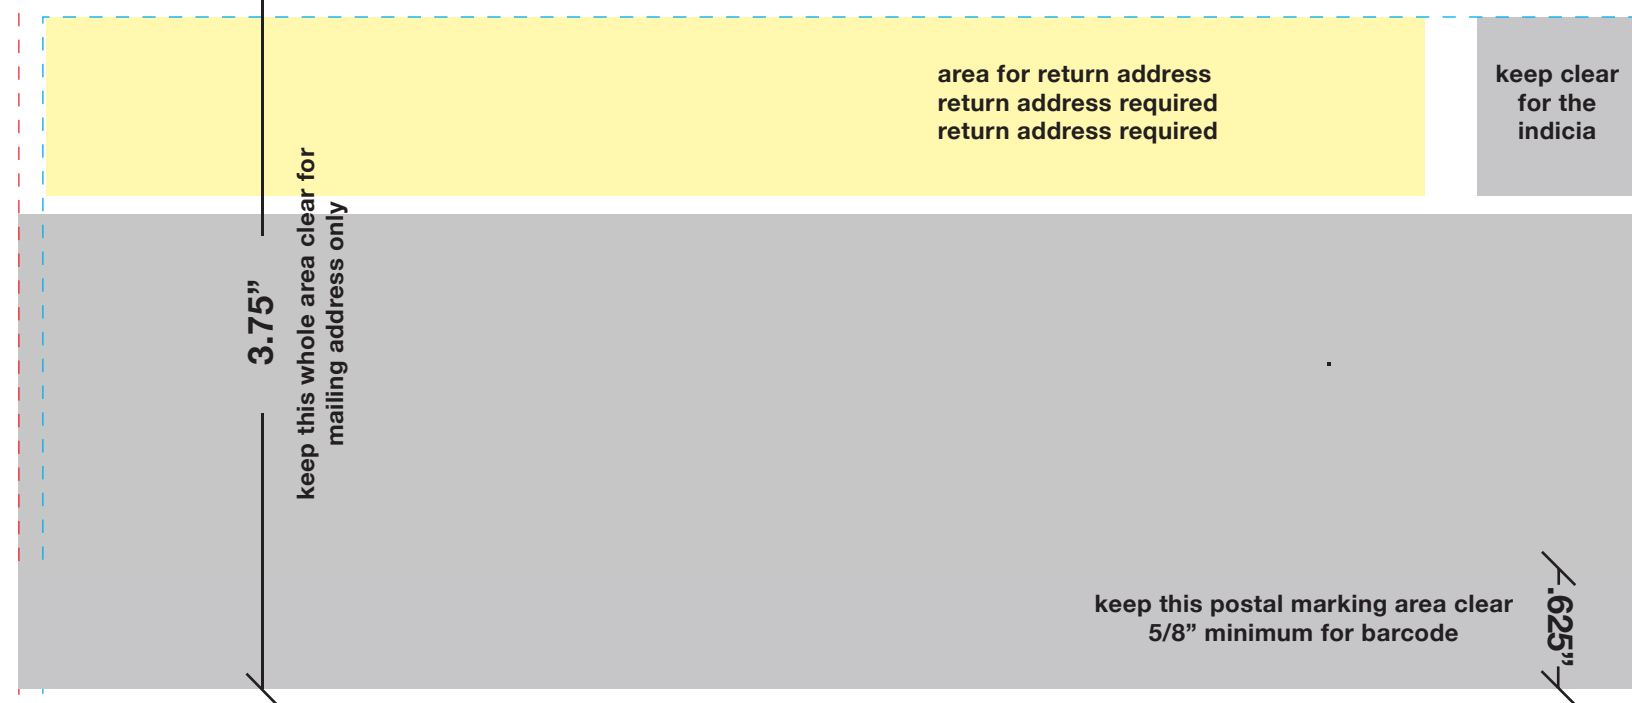 area for return address
return address required
return address required
keep clear
for the
indicia
keep this whole area clear for
mailing address only
3.75”
keep this postal marking area clear
5/8” minimum for barcode
.625”